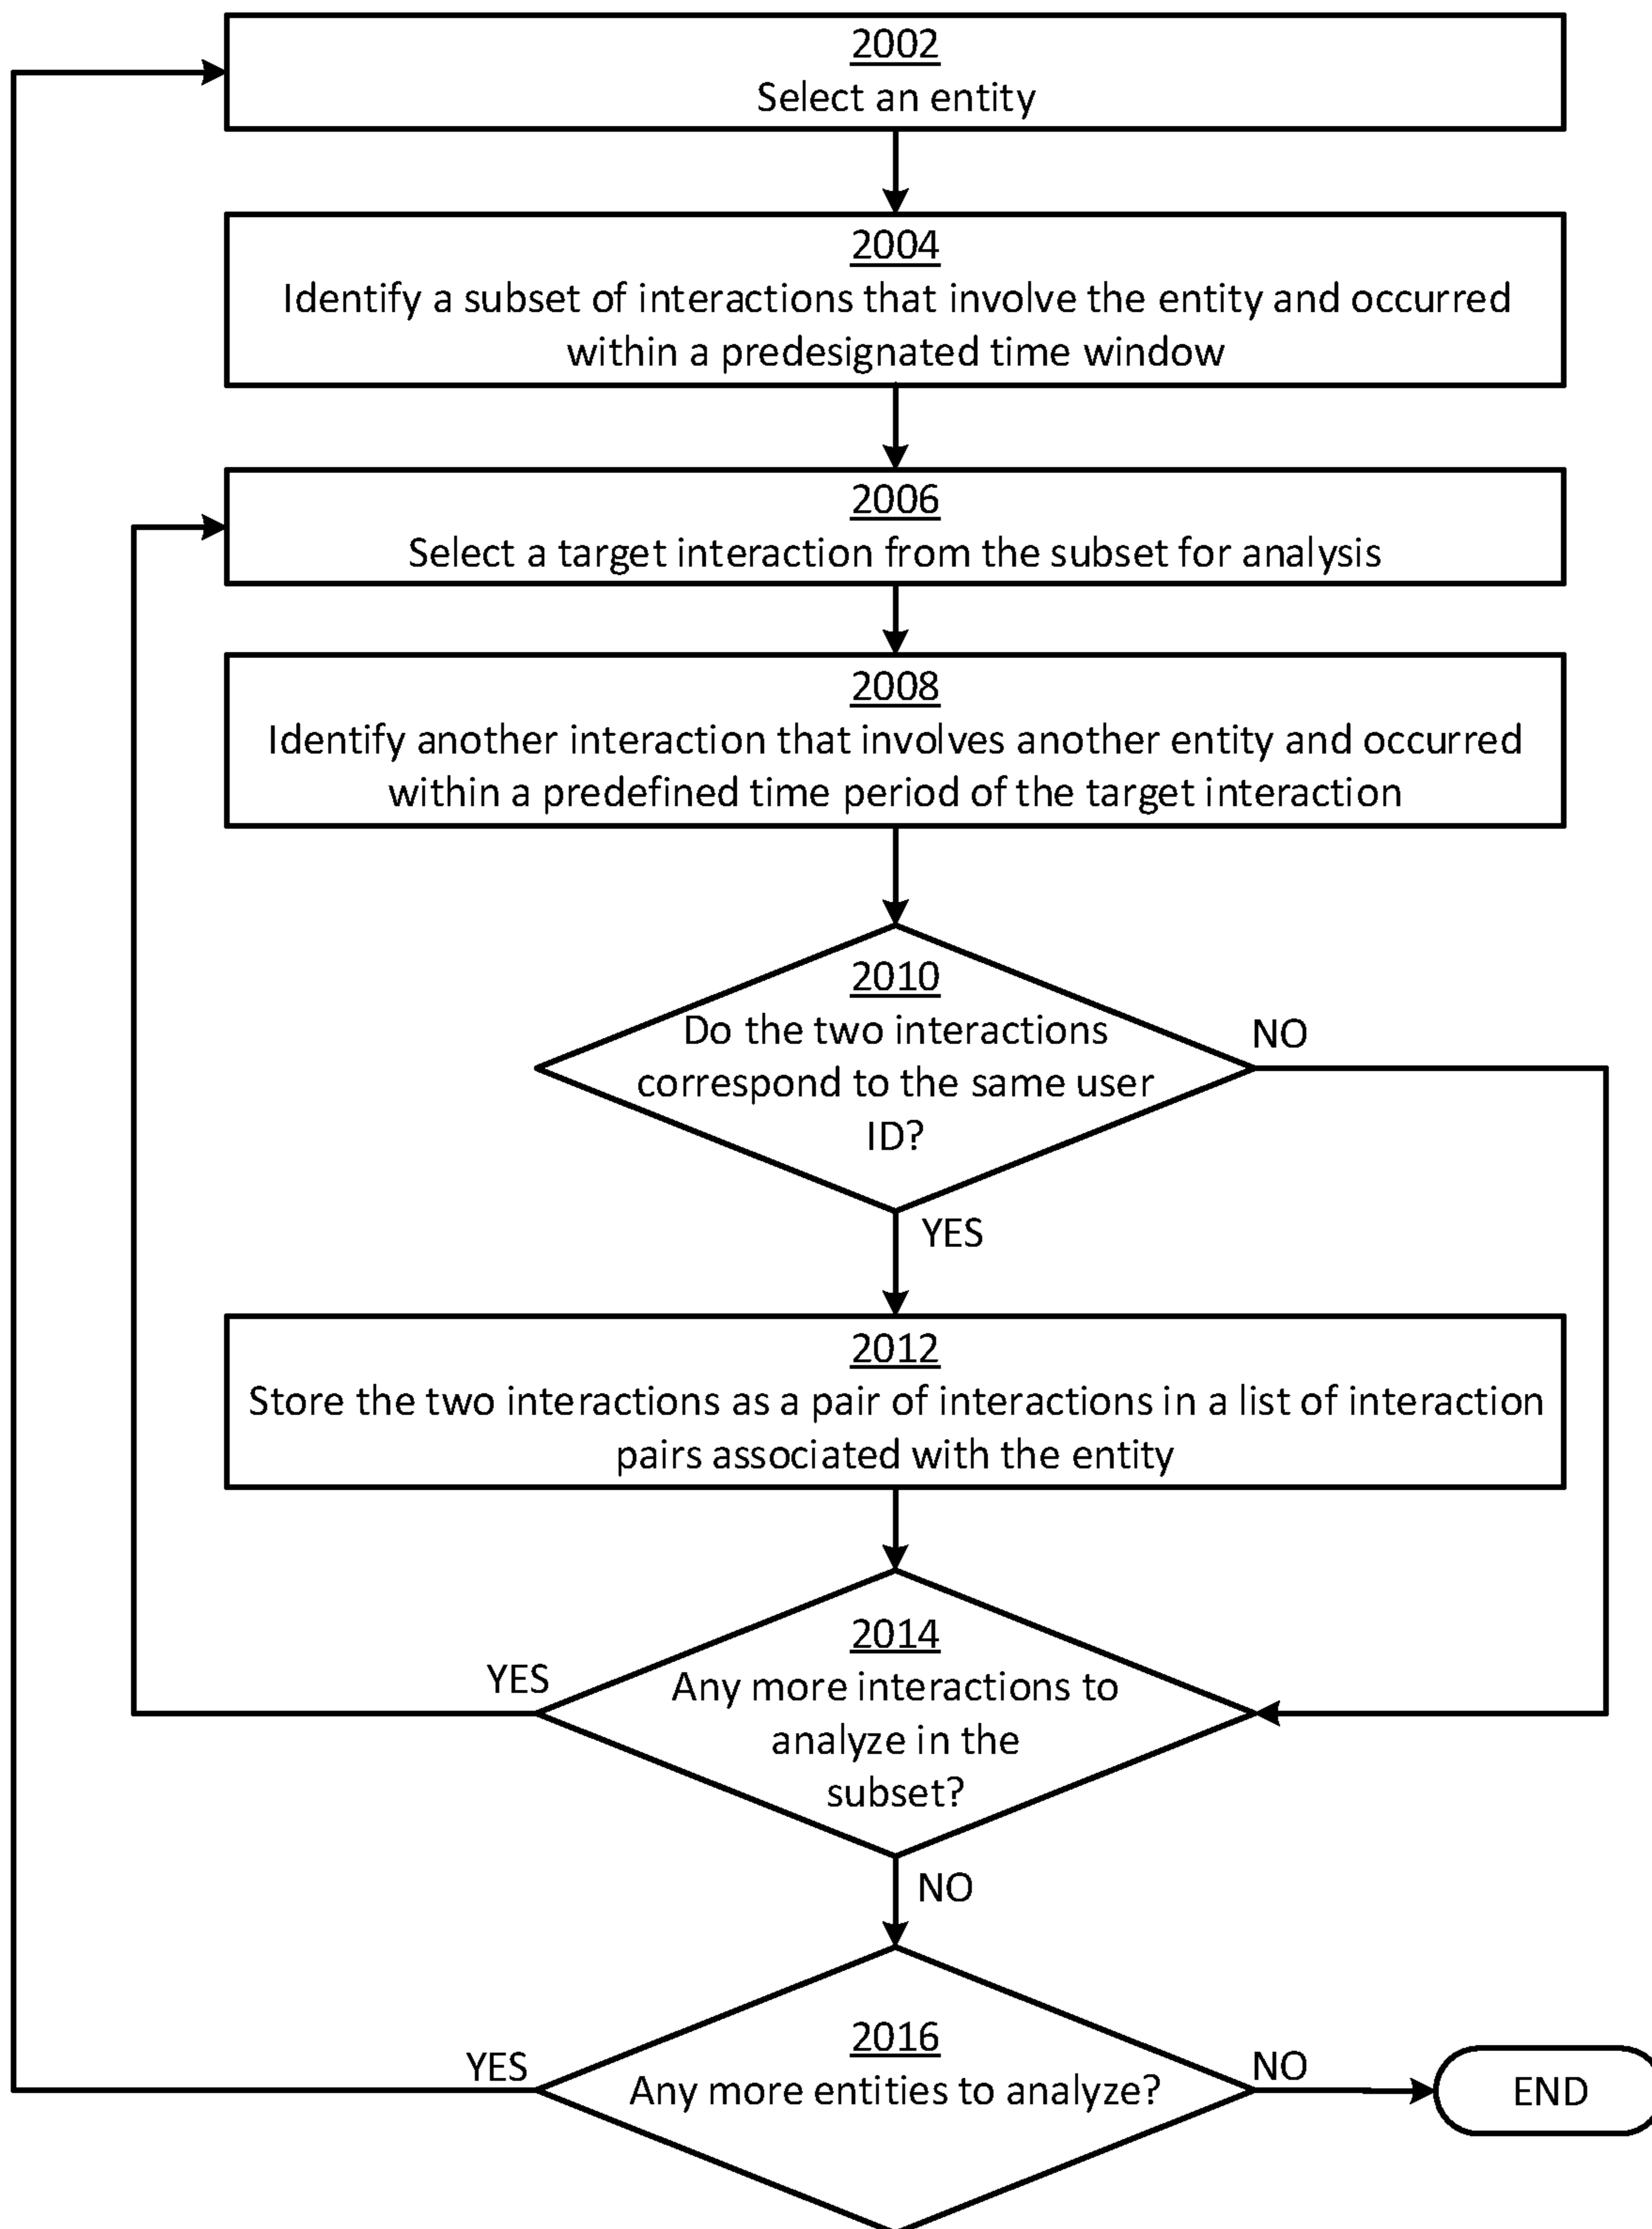 2002
Select an entity
2004
Identify a subset of interactions that involve the entity and occurred
within a predesignated time window
2006
Select a target interaction from the subset for analysis
2008
Identify another interaction that involves another entity and occurred
within a predefined time period of the target interaction
2010
Do the two interactions
correspond to the same user
ID?
NO
YES
2012
Store the two interactions as a pair of interactions in a list of interaction
pairs associated with the entity
2014
Any more interactions to
analyze in the
subset?
YES
NO
2016
Any more entities to analyze?
YES
NO
END